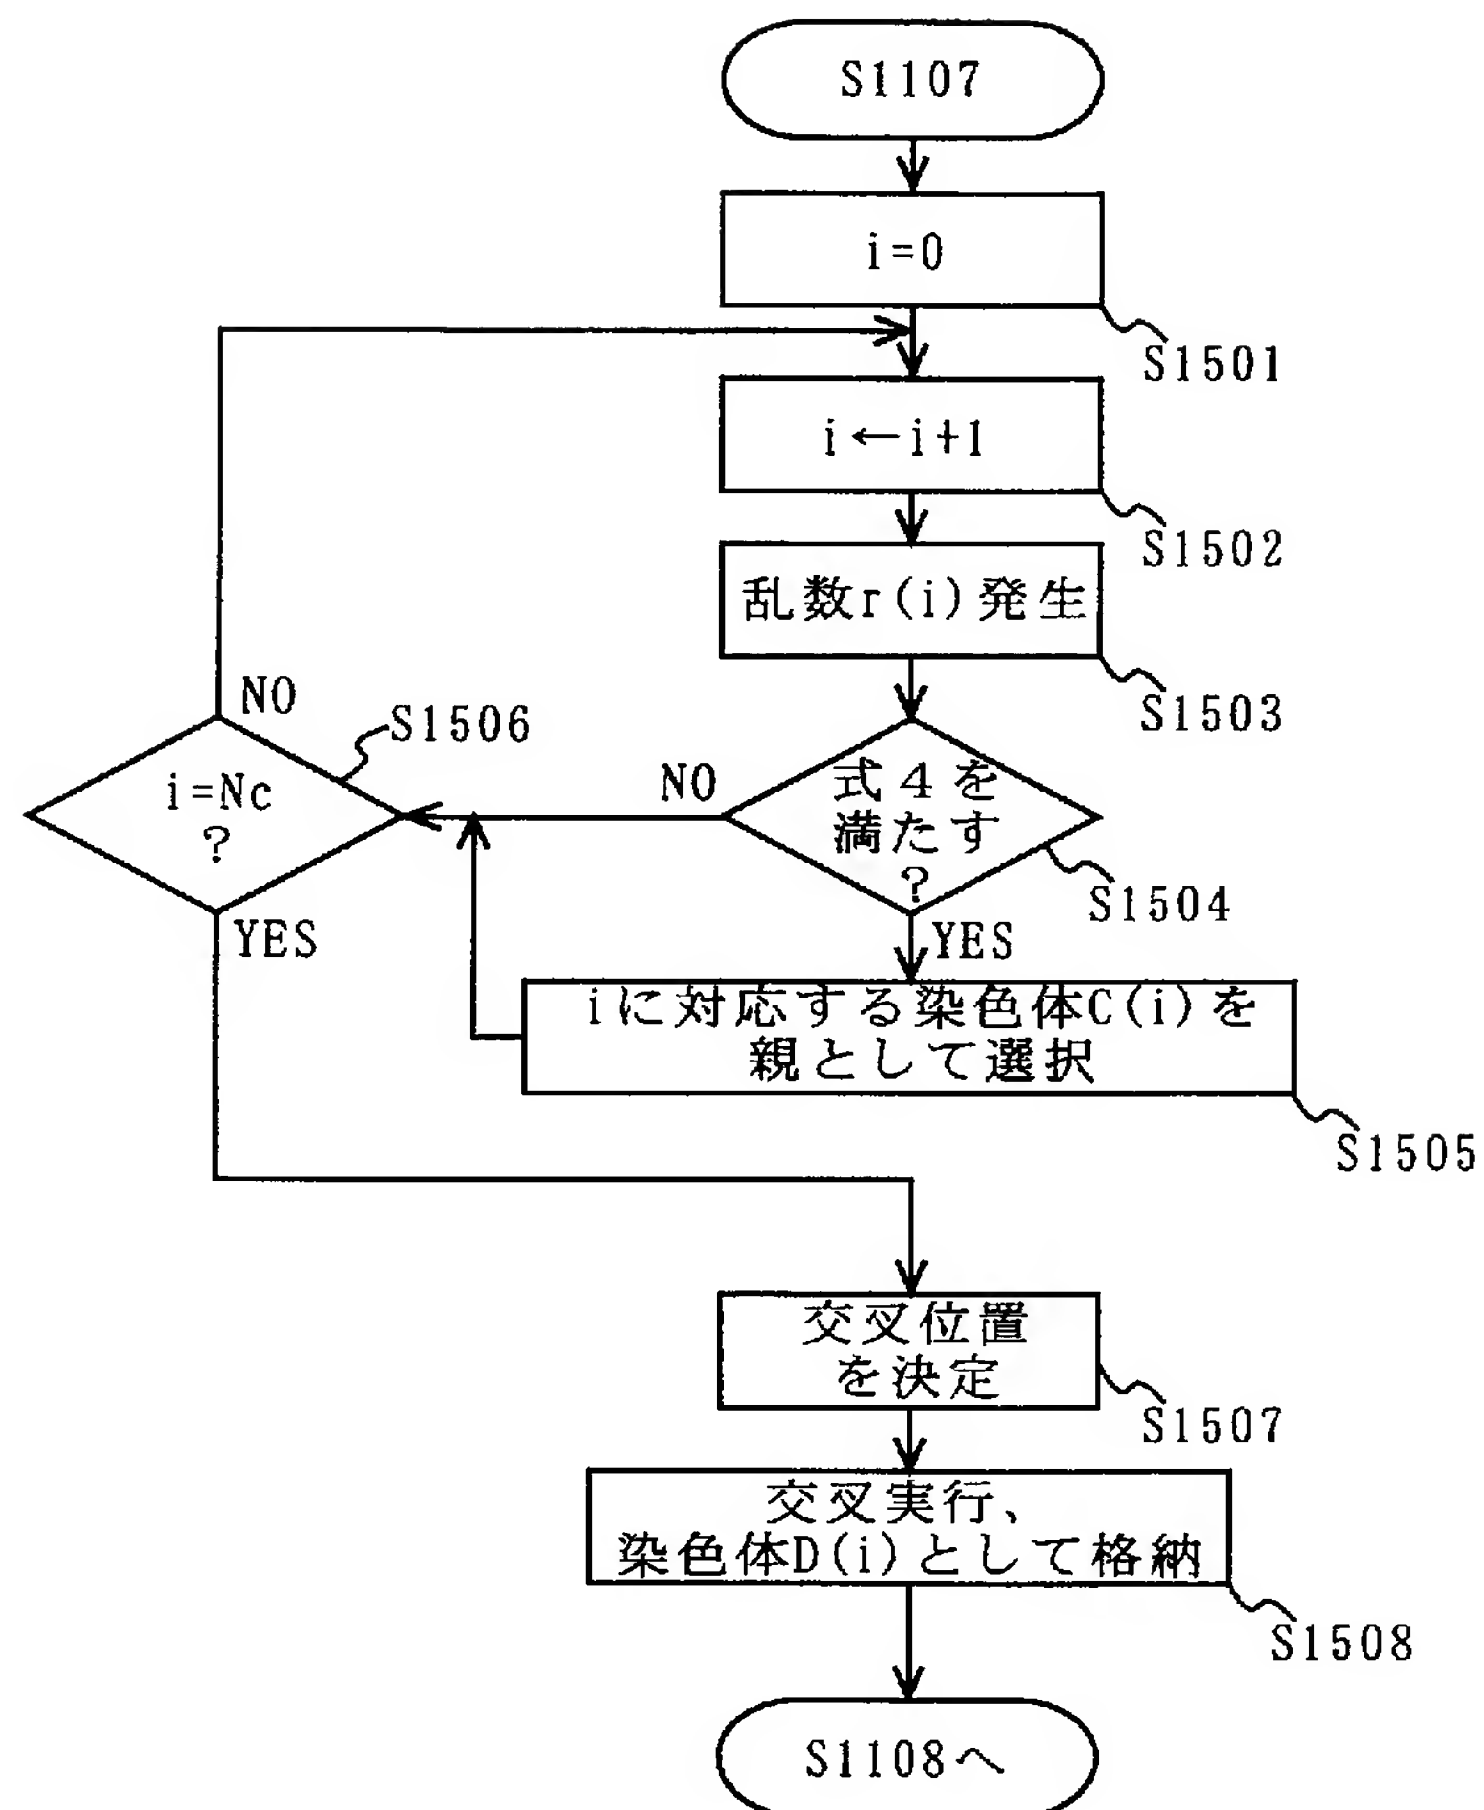 S1107
i=0
S1501
i←i+1
S1502
乱数r(i)発生
S1503
NO
S1506
i=Nc
?
YES
NO
式4を
満たす
?
S1504
YES
iに対応する染色体C(i)を
親として選択
S1505
交叉位置
を決定
S1507
交叉実行、
染色体D(i)として格納
S1508
S1108へ